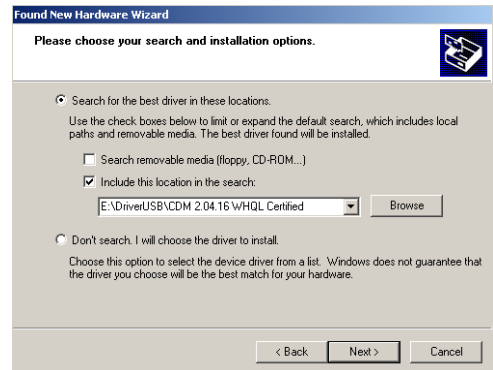 Found New Hardware Wizard
Please choose your search and installation options.
Search for the best driver in these locations.
Use the check boxes below to limit or expand the default search, which includes local
paths and removable media. The best driver found will be installed.
Search removable media (floppy, CD-ROM...)
Include this location in the search:
E:\DriverUSB\CDM 2.04.16 WHQL Certified
Browse
Don't search. I will choose the driver to install.
Choose this option to select the device driver from a list. Windows does not guarantee that
the driver you choose will be the best match for your hardware.
< Back Next > Cancel